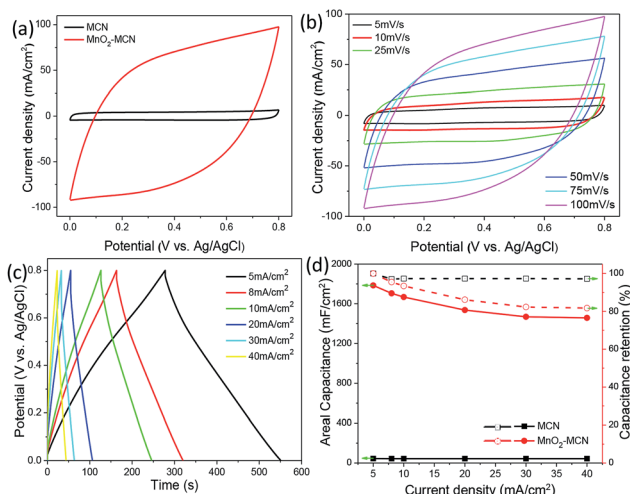 (a)
MCN
MnO2-MCN
Current density (mA/cm2)
100
50
0
-50
-100
0.0 0.2 0.4 0.6 0.8
Potential (V vs. Ag/AgCl)
(b)
5mV/s
10mV/s
25mV/s
50mV/s
75mV/s
100mV/s
Current density (mA/cm2)
100
50
0
-50
-100
0.0 0.2 0.4 0.6 0.8
Potential (V vs. Ag/AgCl)
(c)
5mA/cm2
8mA/cm2
10mA/cm2
20mA/cm2
30mA/cm2
40mA/cm2
Potential (V vs. Ag/AgCl)
0.8
0.6
0.4
0.2
0.0
0 100 200 300 400 500 600
Time (s)
(d)
Areal Capacitance (mF/cm2)
2000
1800
1600
1400
1200
900
600
300
0
MCN
MnO2-MCN
Capacitance retention (%)
100
80
60
40
20
0
5 10 15 20 25 30 35 40
Current density (mA/cm2)